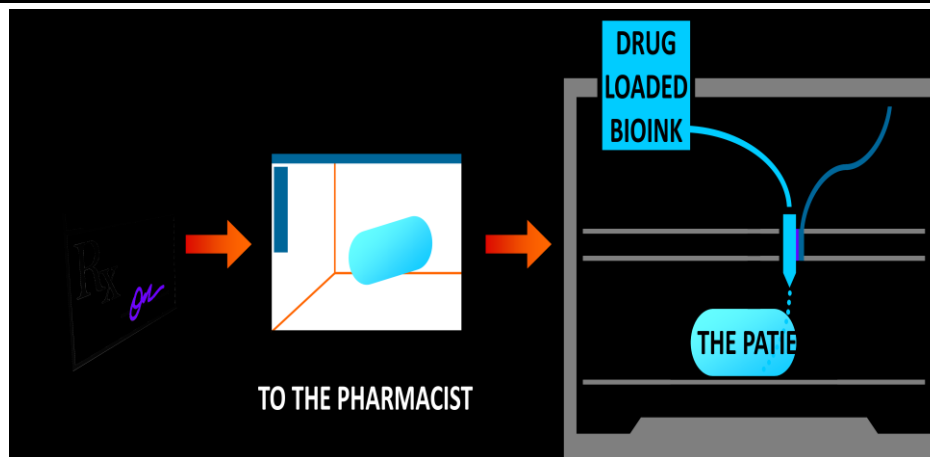 Rx
TO THE PHARMACIST
DRUG
LOADED
BIOINK
THE PATIE